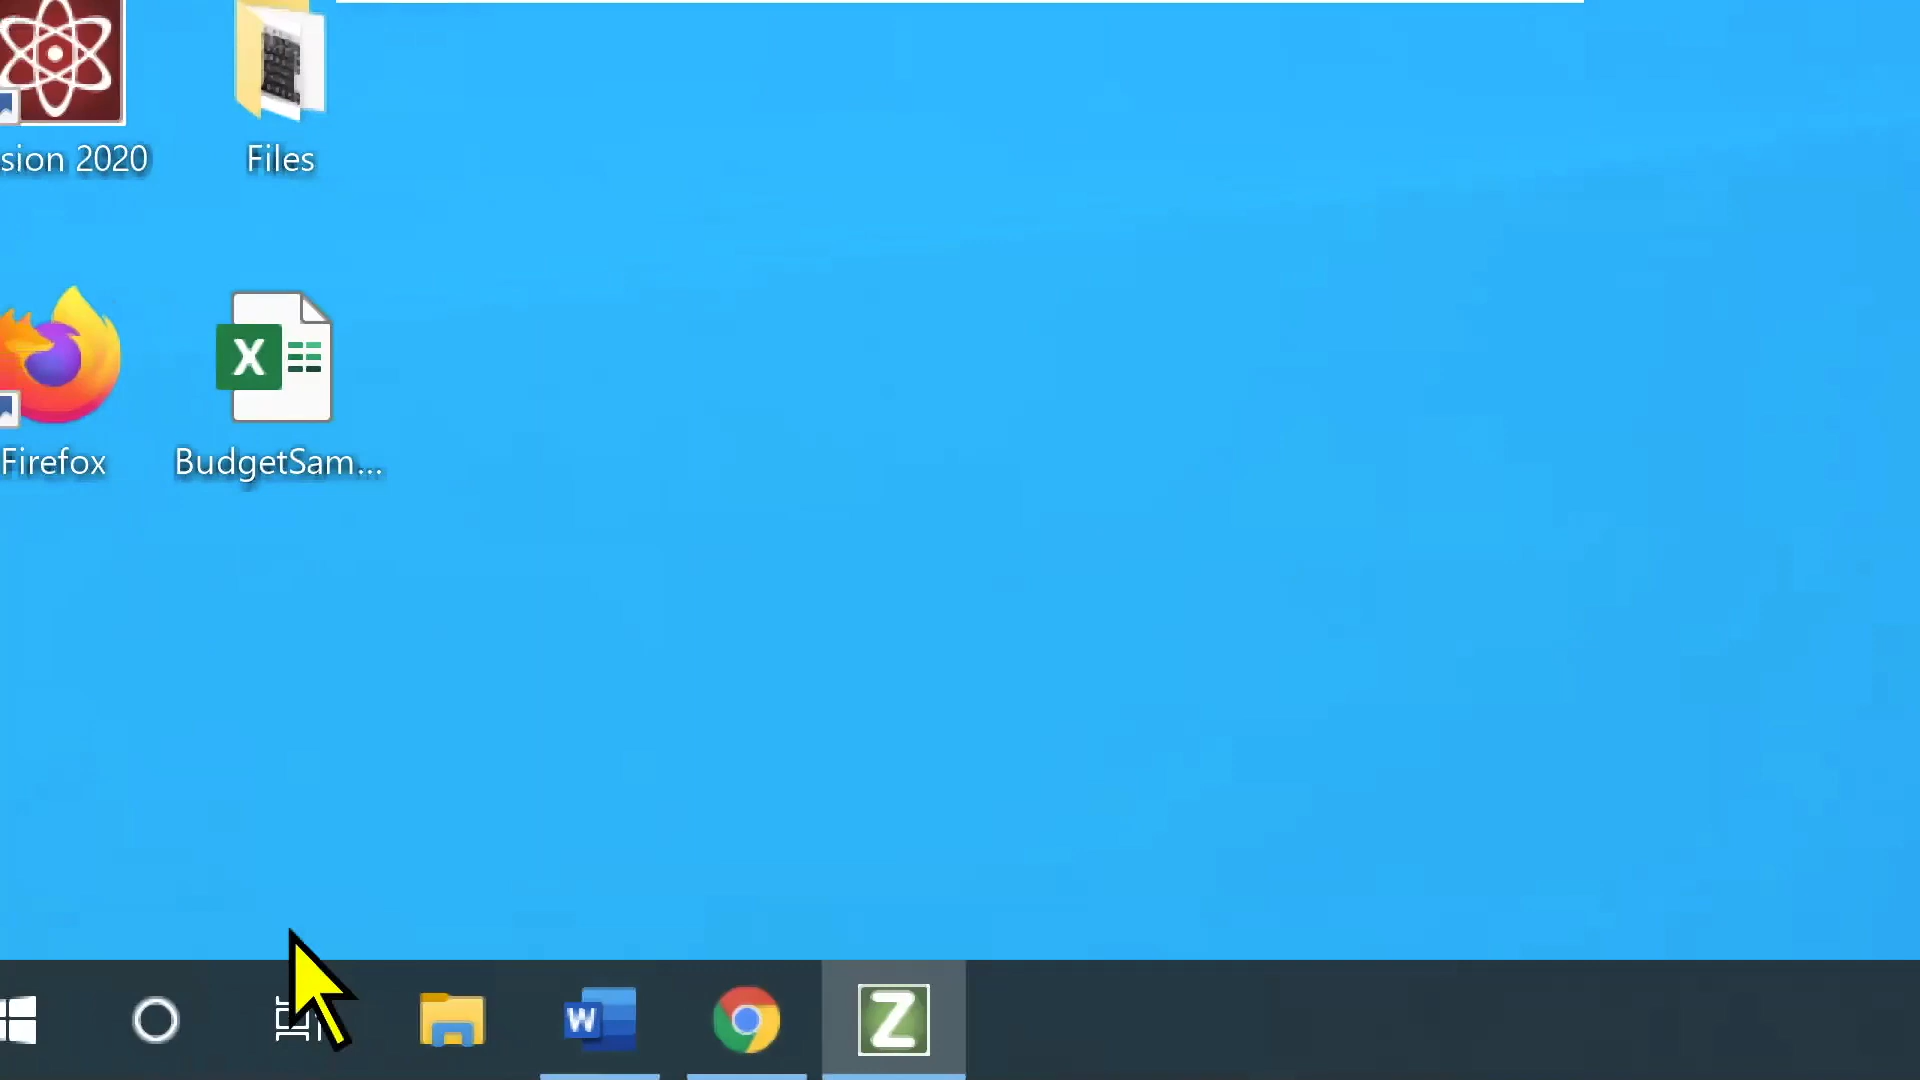 sion 2020
Files
X
Firefox
BudgetSam...
W
Z